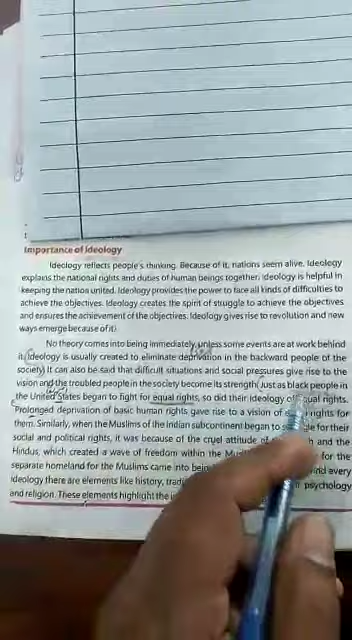 Importance of Ideology
Ideology reflects people's thinking. Because of it, nations seem alive. Ideology
explains the national rights and duties of human beings together. Ideology is helpful in
keeping the nation united. Ideology provides the power to face all kinds of difficulties to
achieve the objectives. Ideology creates the spirit of struggle to achieve the objectives
and ensures the achievement of the objectives. Ideology gives rise to revolution and new
ways emerge because of it.
No theory comes into being immediately, unless some events are at work behind
it. Ideology is usually created to eliminate deprivation in the backward people of the
society. It can also be said that difficult situations and social pressures give rise to the
vision and the troubled people in the society become its strength. Just as black people in
the United States began to fight for equal rights, so did their ideology of equal rights.
Prolonged deprivation of basic human rights gave rise to a vision of rights for
them. Similarly, when the Muslims of the Indian subcontinent began to for their
social and political rights, it was because of the cruel attitude of and the
Hindus, which created a wave of freedom within the for the
separate homeland for the Muslims came into every
ideology there are elements like history, psychology
and religion. These elements highlight the